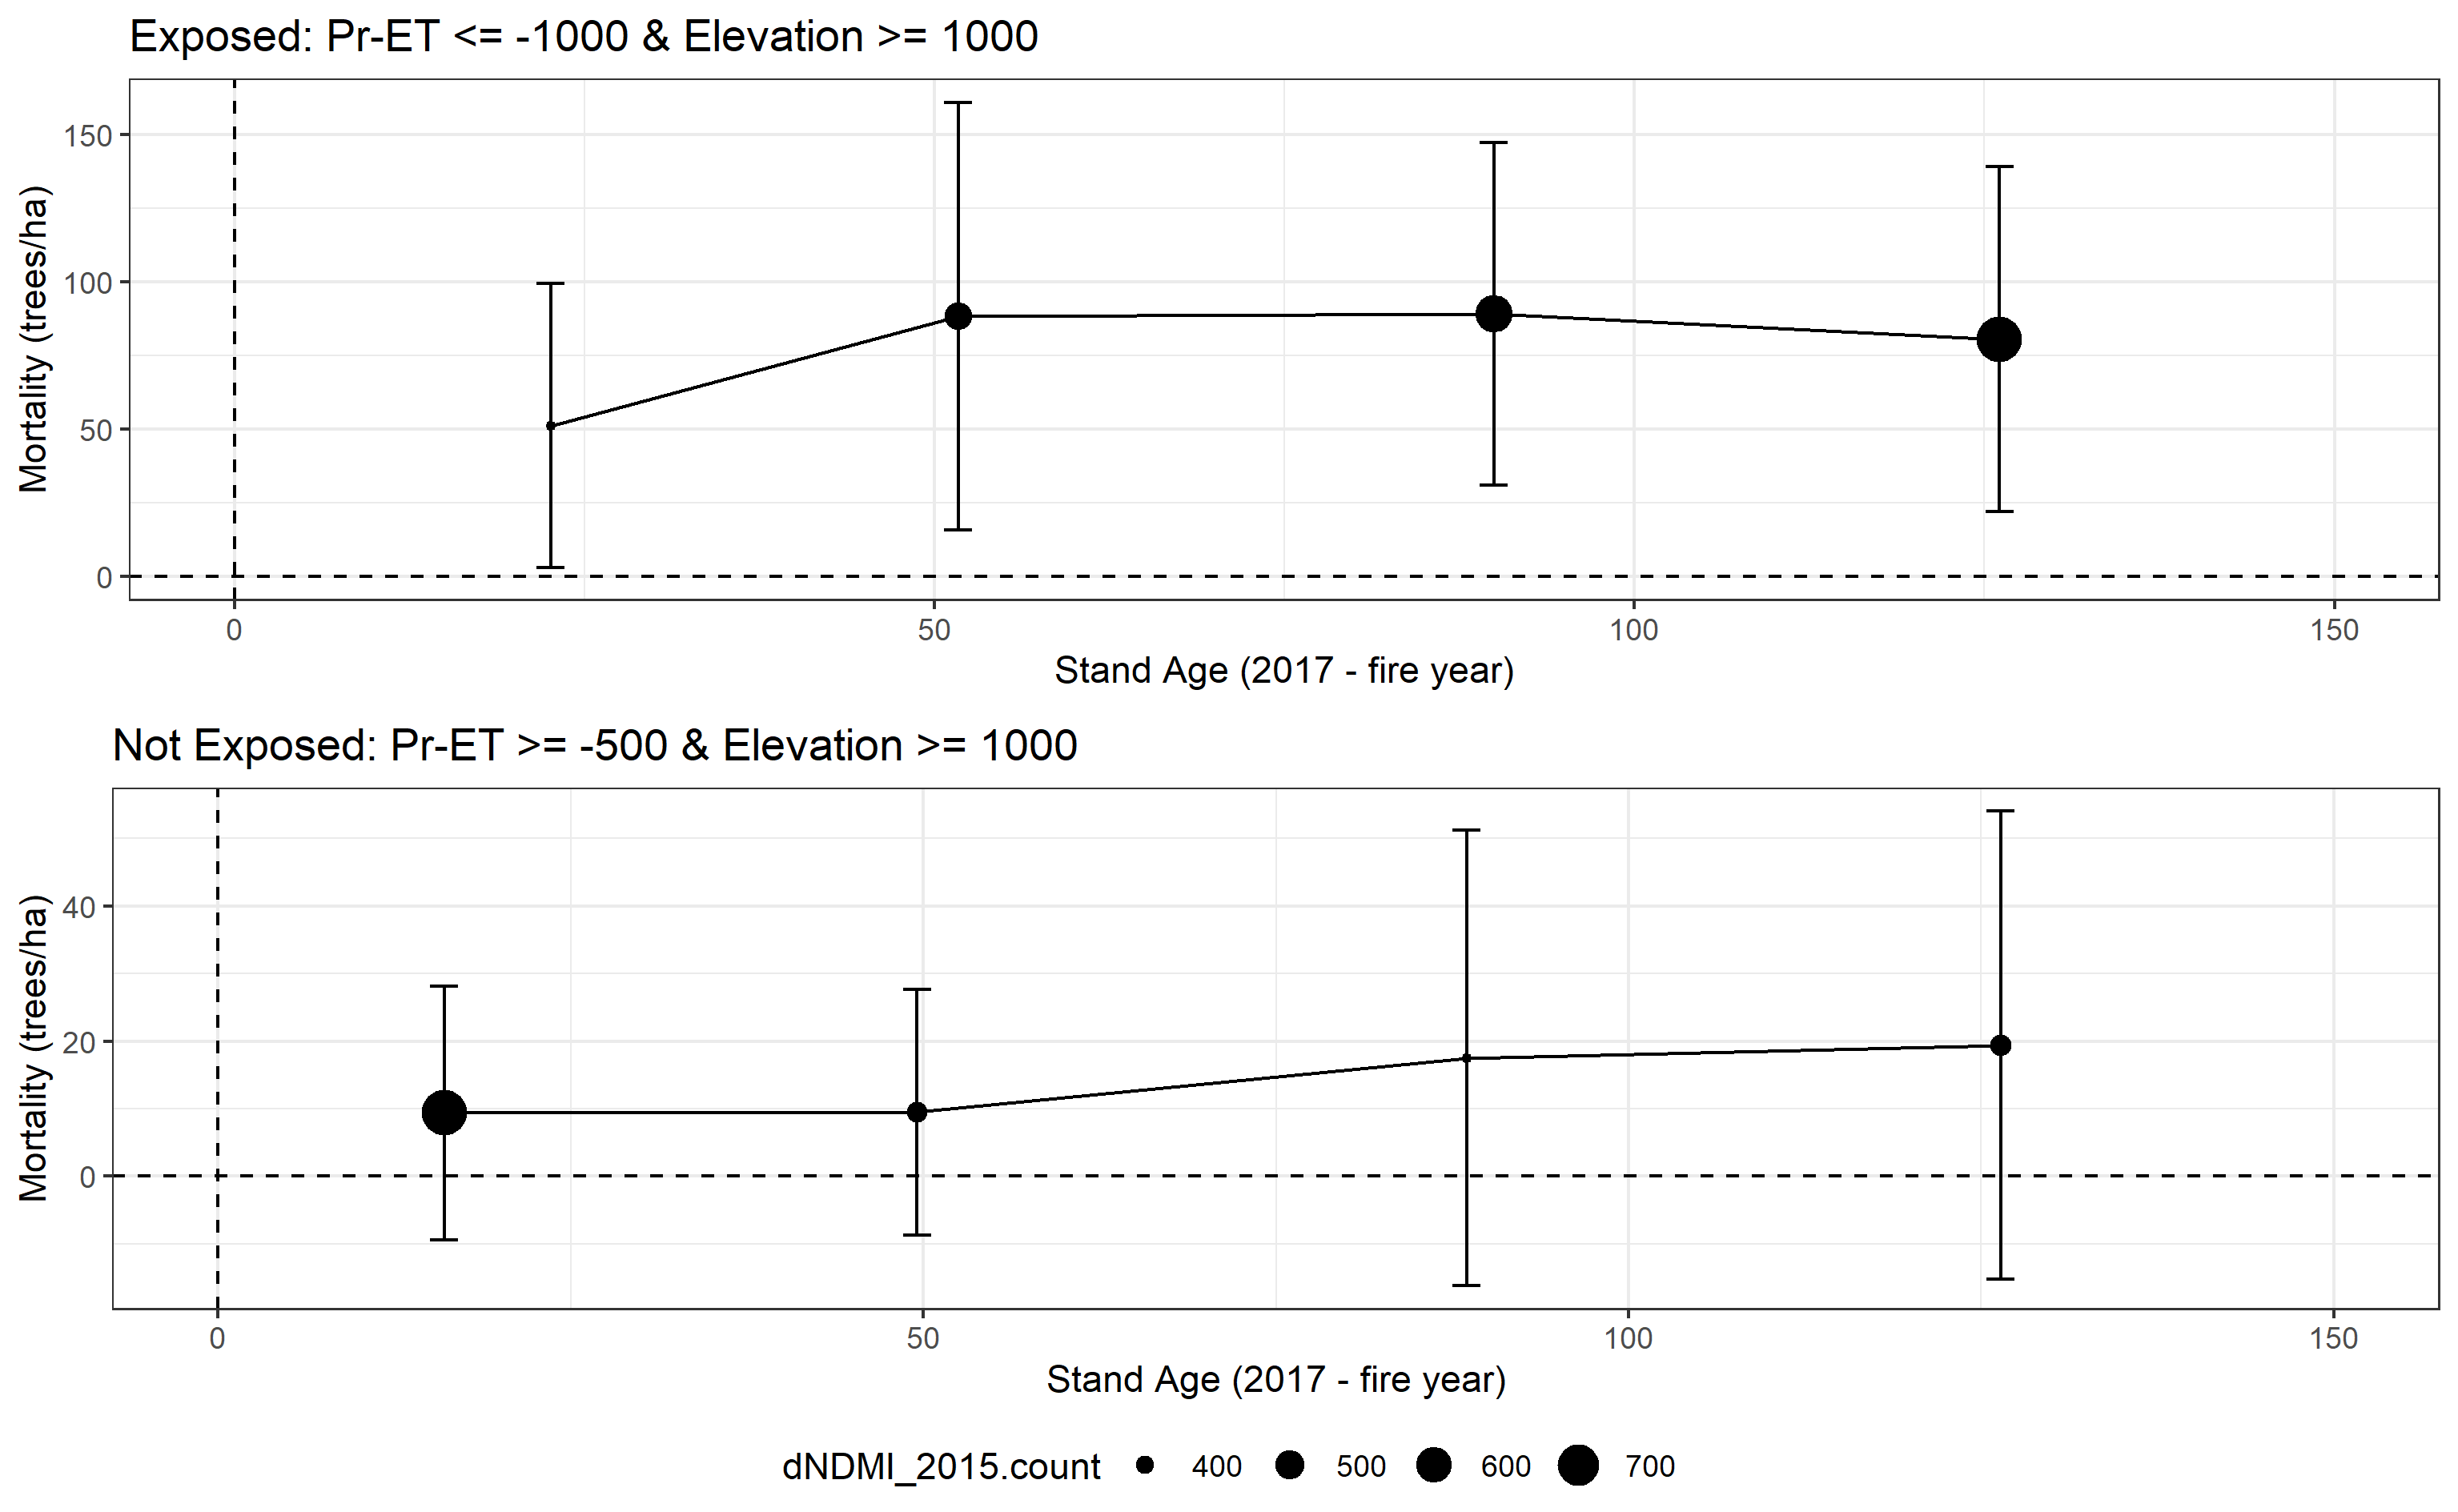 Exposed: Pr-ET <= -1000 & Elevation >= 1000
Mortality (trees/ha)
150
100
50
0
0 50 100 150
Stand Age (2017 - fire year)
Not Exposed: Pr-ET >= -500 & Elevation >= 1000
Mortality (trees/ha)
40
20
0
0 50 100 150
Stand Age (2017 - fire year)
dNDMI_2015.count 400 500 600 700